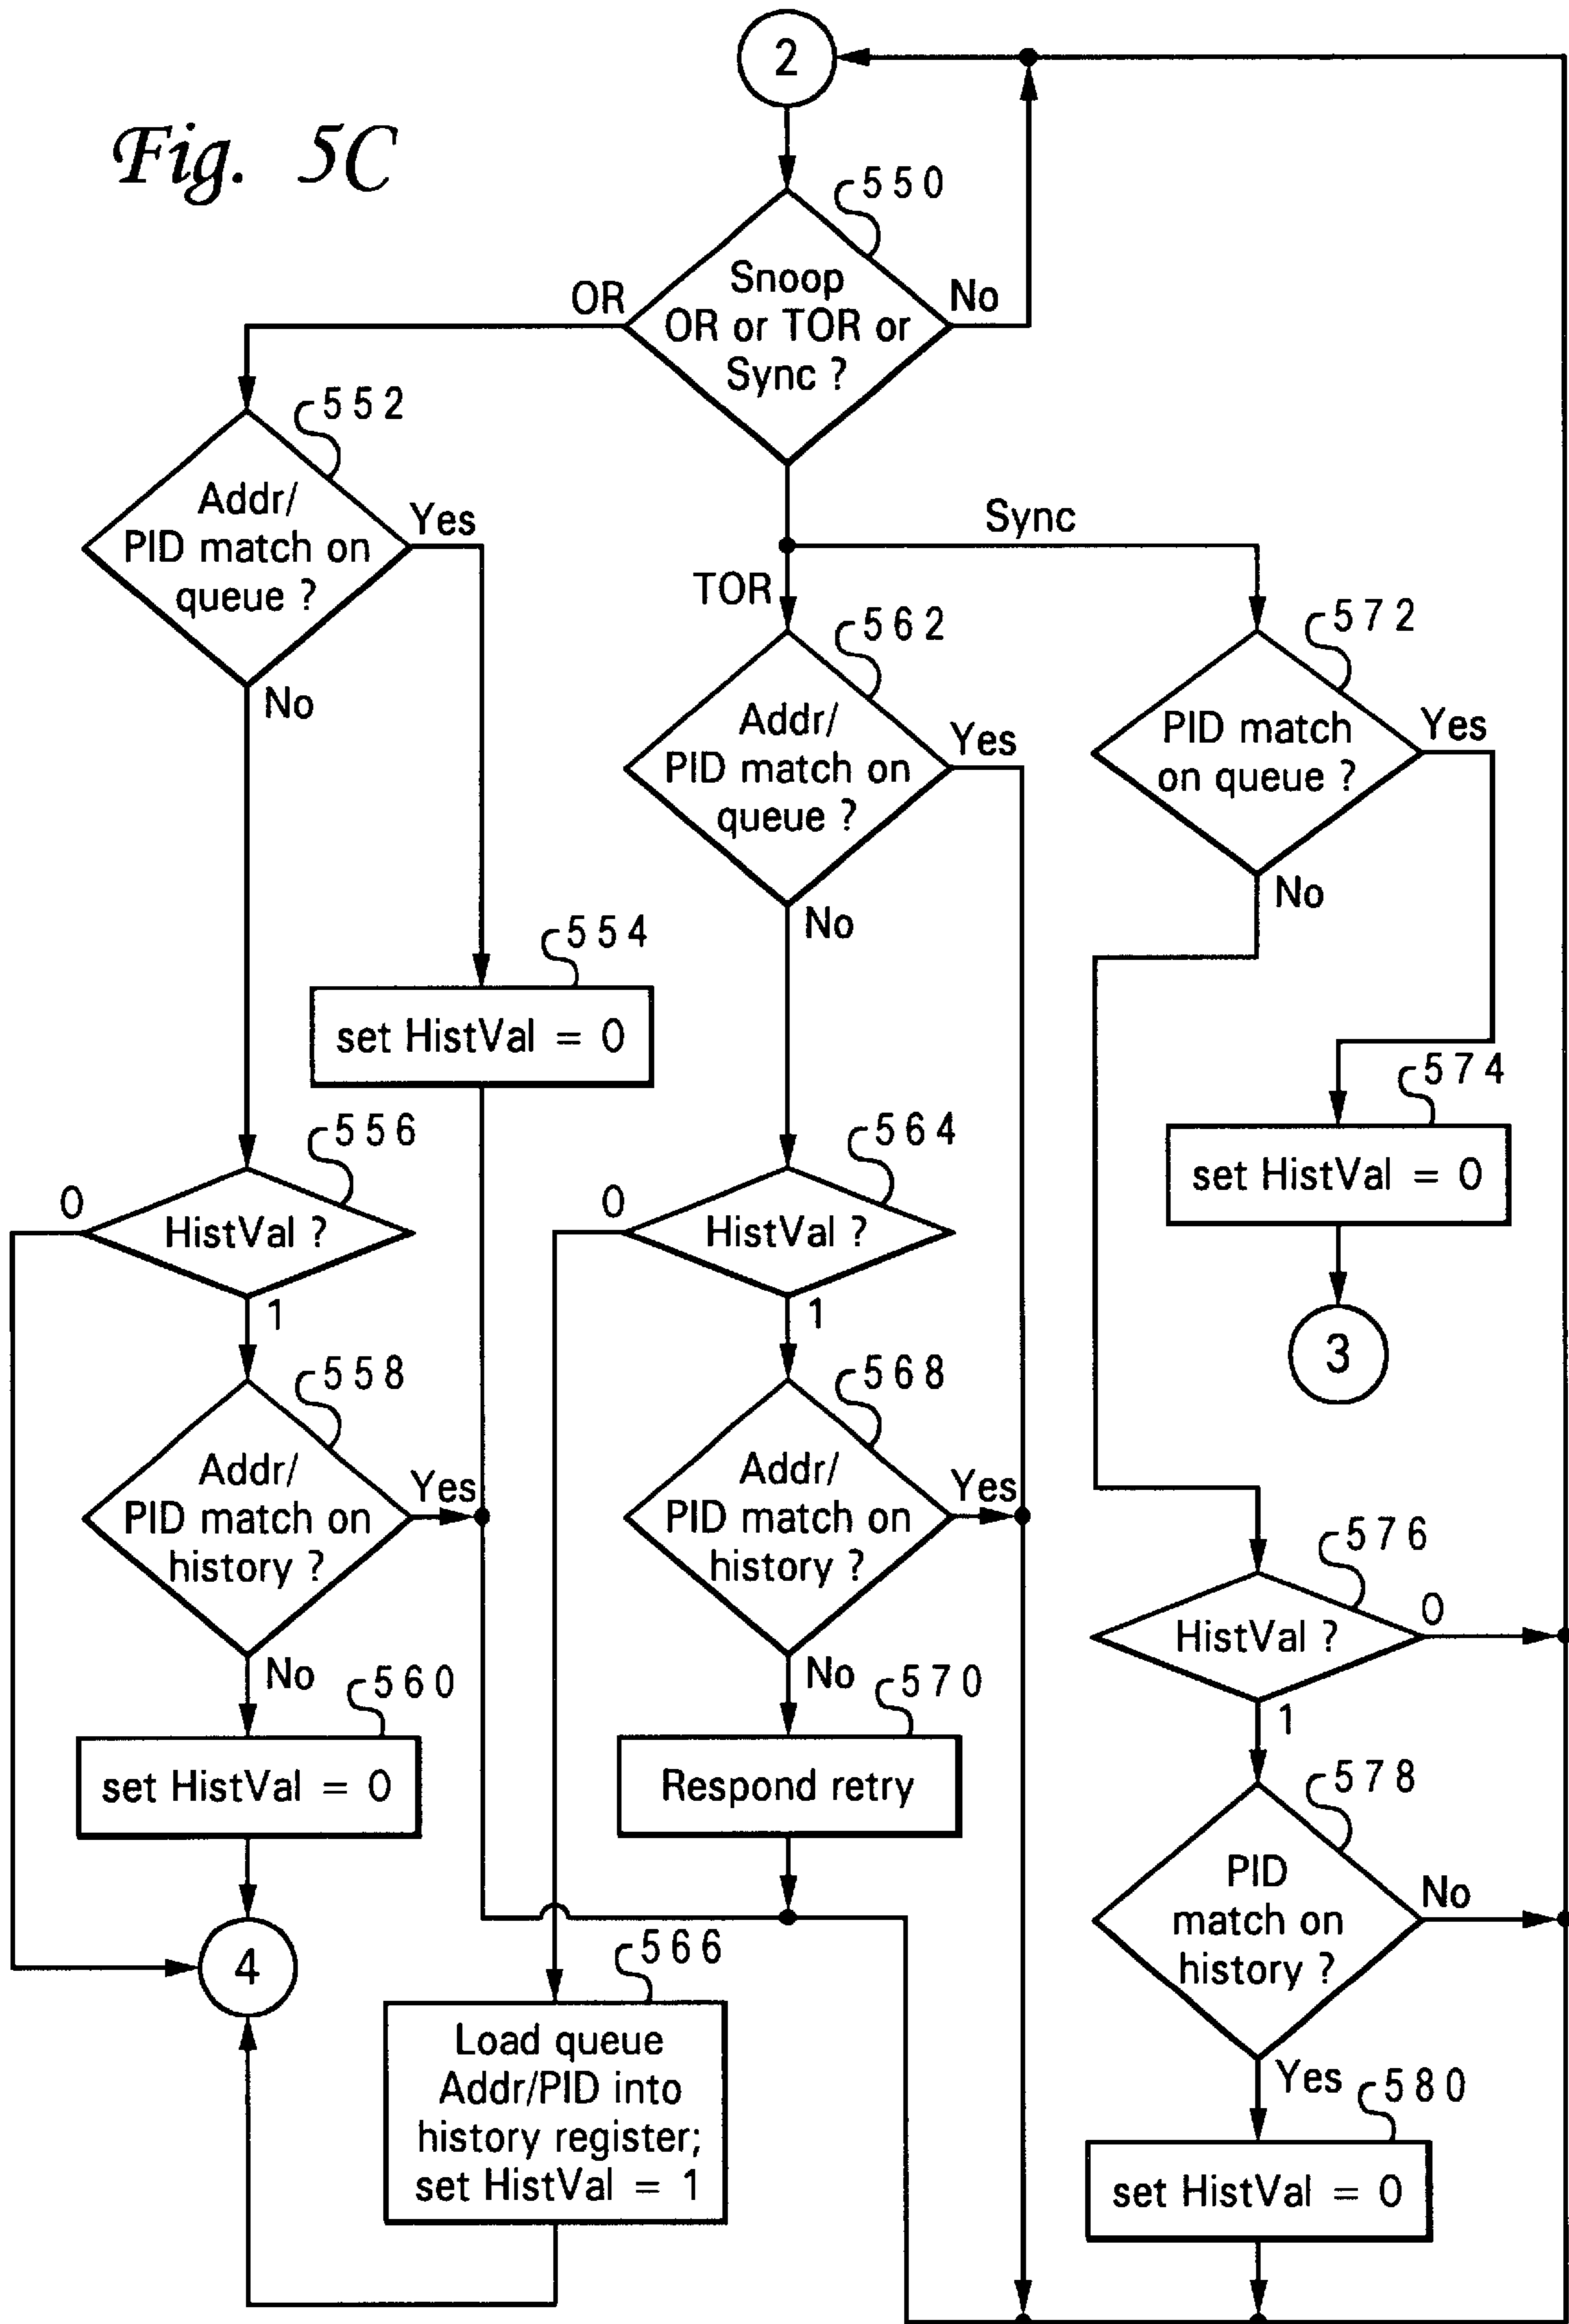 2
Fig. 5C
550
Snoop
OR or TOR or
Sync ?
OR
No
552
Addr/
PID match on
queue ?
Yes
No
Sync
TOR
562
Addr/
PID match on
queue ?
Yes
No
572
PID match
on queue ?
Yes
No
554
set HistVal = 0
574
set HistVal = 0
3
556
HistVal ?
0
1
564
HistVal ?
0
1
558
Addr/
PID match on
history ?
Yes
No
568
Addr/
PID match on
history ?
Yes
No
576
HistVal ?
0
1
560
set HistVal = 0
570
Respond retry
578
PID
match on
history ?
No
Yes
4
566
Load queue
Addr/PID into
history register;
set HistVal = 1
580
set HistVal = 0